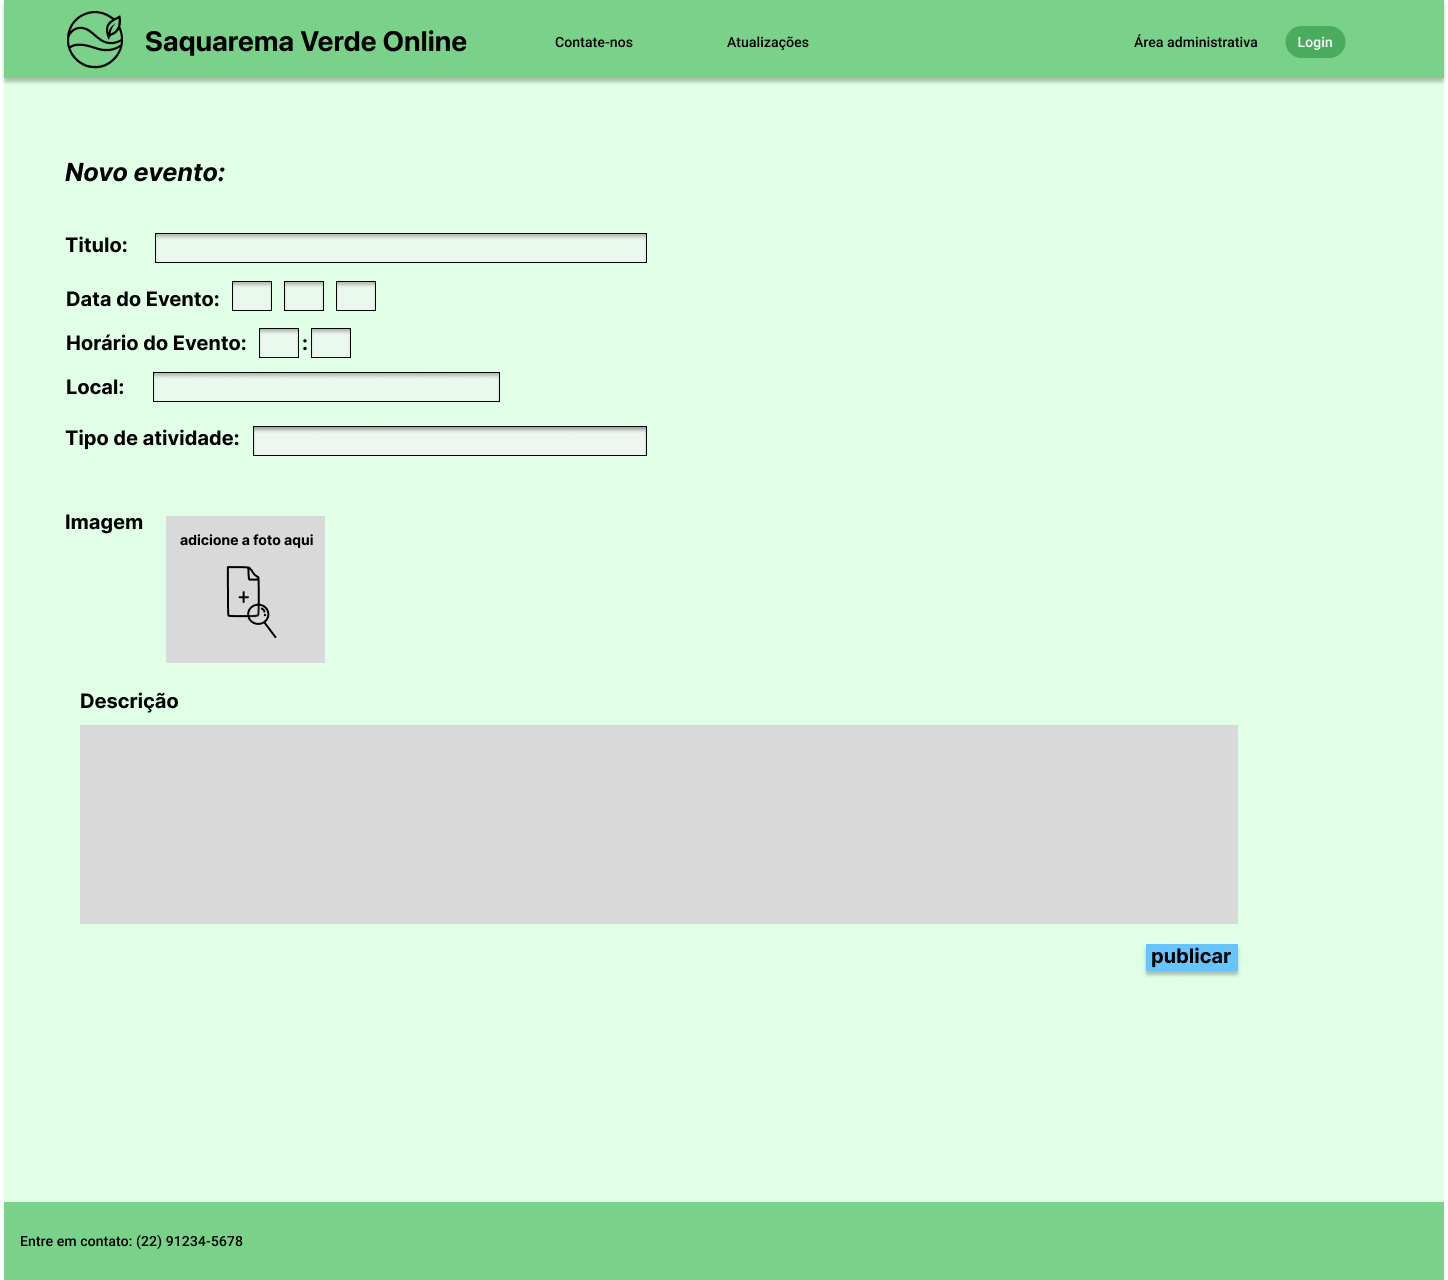 Saquarema Verde Online
Contate-nos
Atualizações
Área administrativa
Login
Novo evento:
Titulo:
Data do Evento:
Horário do Evento:
:
Local:
Tipo de atividade:
Imagem
adicione a foto aqui
Descrição
publicar
Entre em contato: (22) 91234-5678